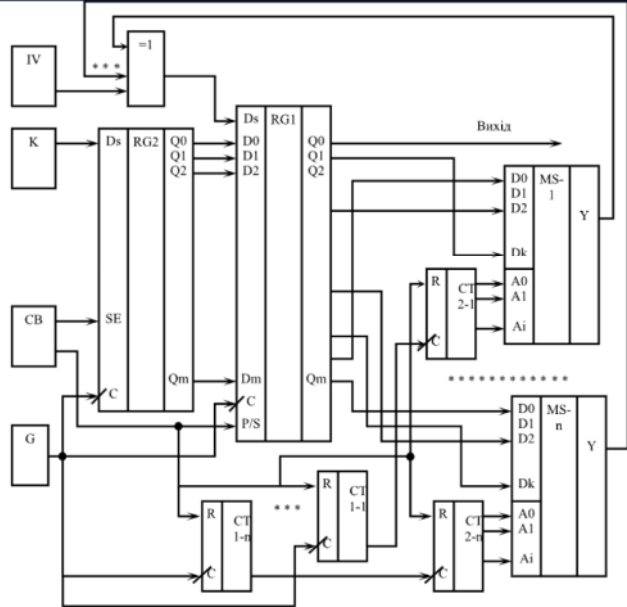 IV
=1
* * *
K
Ds RG2 Q0
Q1
Q2
SE
C
Qm
Ds RG1
D0 Q0
D1 Q1
D2 Q2
Dm Qm
C
P/S
Вихід
D0 MS-
D1 1
D2
Y
Dk
A0
A1
Ai
R
CT
2-1
C
* * * * * * * * * * * *
СВ
G
D0 MS-
D1 n
D2
Y
Dk
A0
A1
Ai
R
CT
1-n
C
* * *
R
CT
1-1
C
R
CT
2-n
C